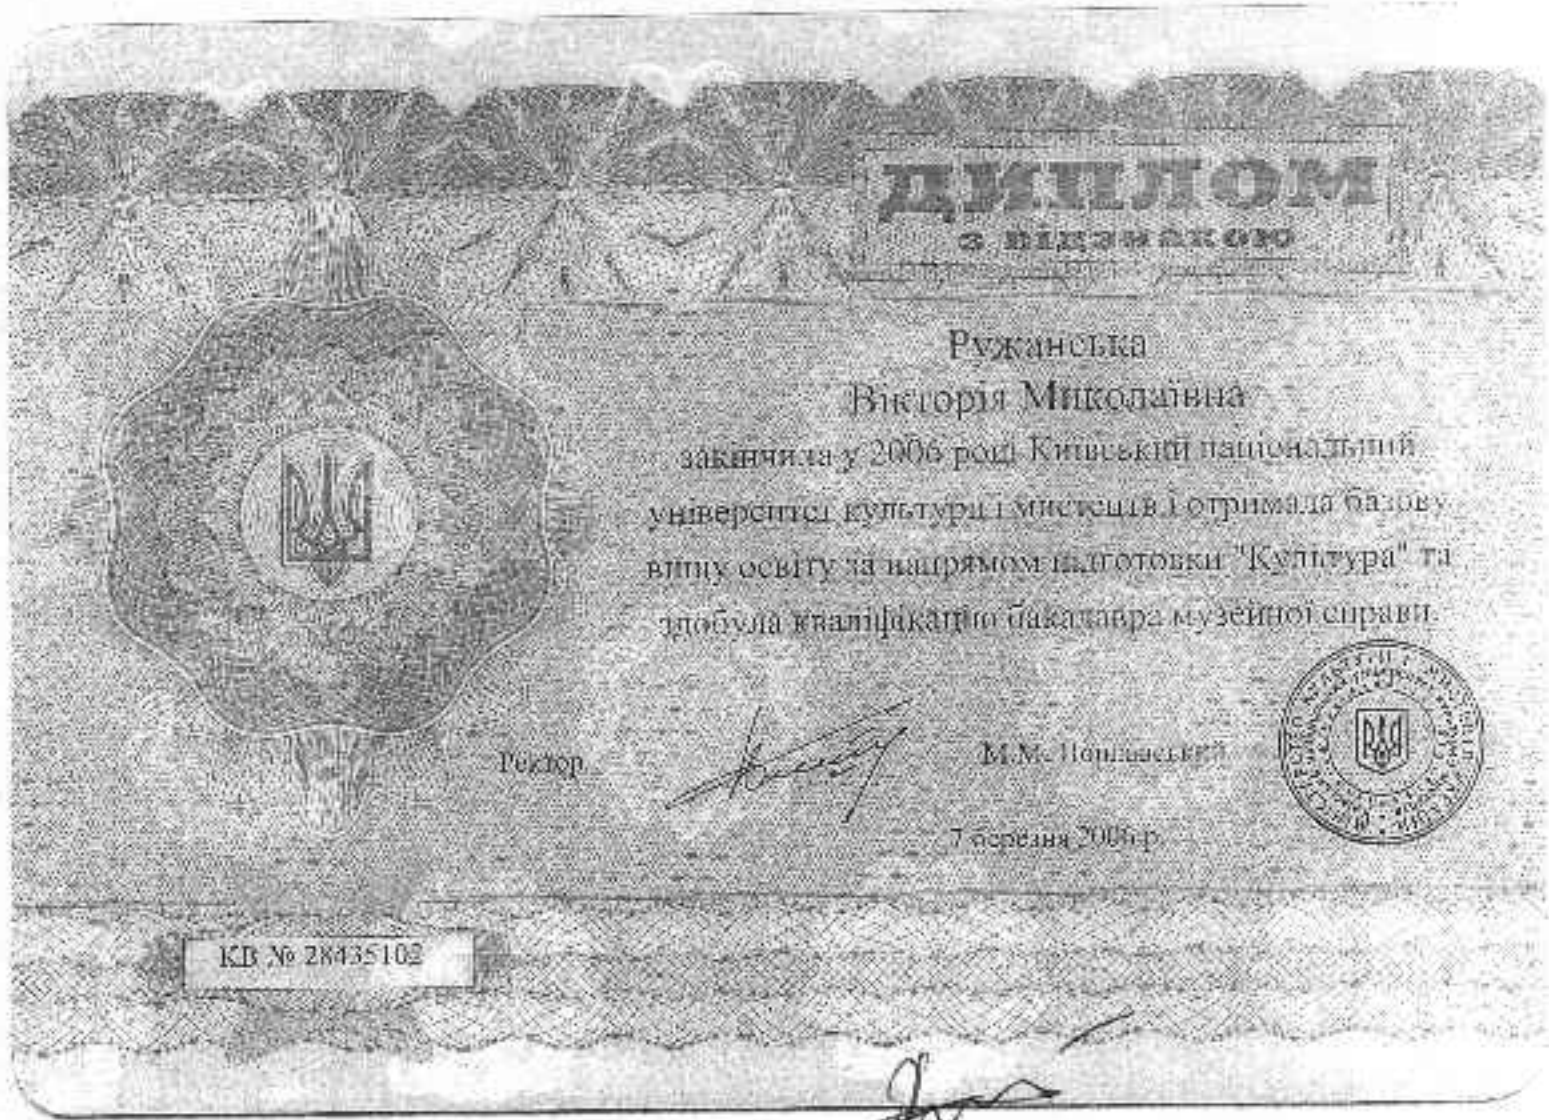 ДИПЛОМ
з відзнакою
Ружанська
Вікторія Миколаївна
закінчила у 2006 році Київський національний
університет культури і мистецтв і отримала базову
вищу освіту за напрямом підготовки "Культура" та
здобула кваліфікацію бакалавра музейної справи.
Ректор
М.М. Поплавський
7 березня 2006 р.
КВ № 28435102